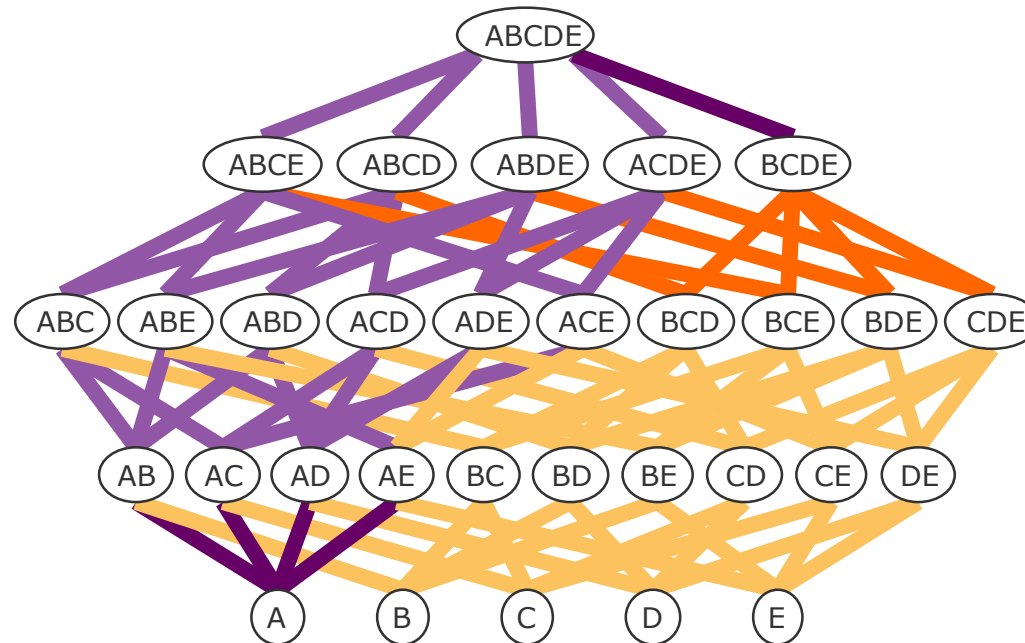 ABCDE
ABCE ABCD ABDE ACDE BCDE
ABC ABE ABD ACD ADE ACE BCD BCE BDE CDE
AB AC AD AE BC BD BE CD CE DE
A B C D E